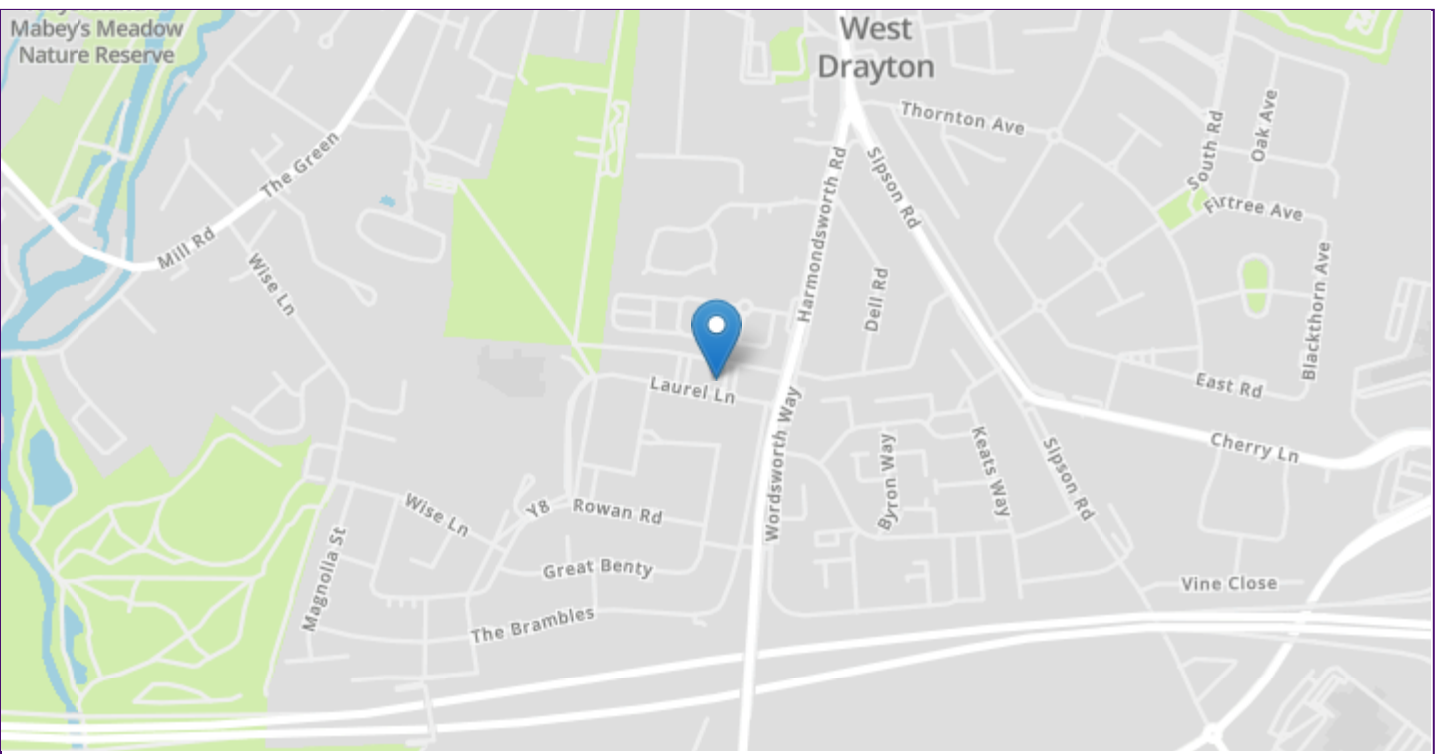 Mabey's Meadow
Nature Reserve
West
Drayton
Thornton Ave
Oak Ave
South Rd
The Green
Harmondsworth Rd
Sipson Rd
Firtree Ave
Mill Rd
Wise Ln
Dell Rd
Blackthorn Ave
Laurel Ln
East Rd
Wordsworth Way
Cherry Ln
Byron Way
Keats Way
Sipson Rd
Wise Ln
Y8
Rowan Rd
Magnolia St
Great Benty
Vine Close
The Brambles